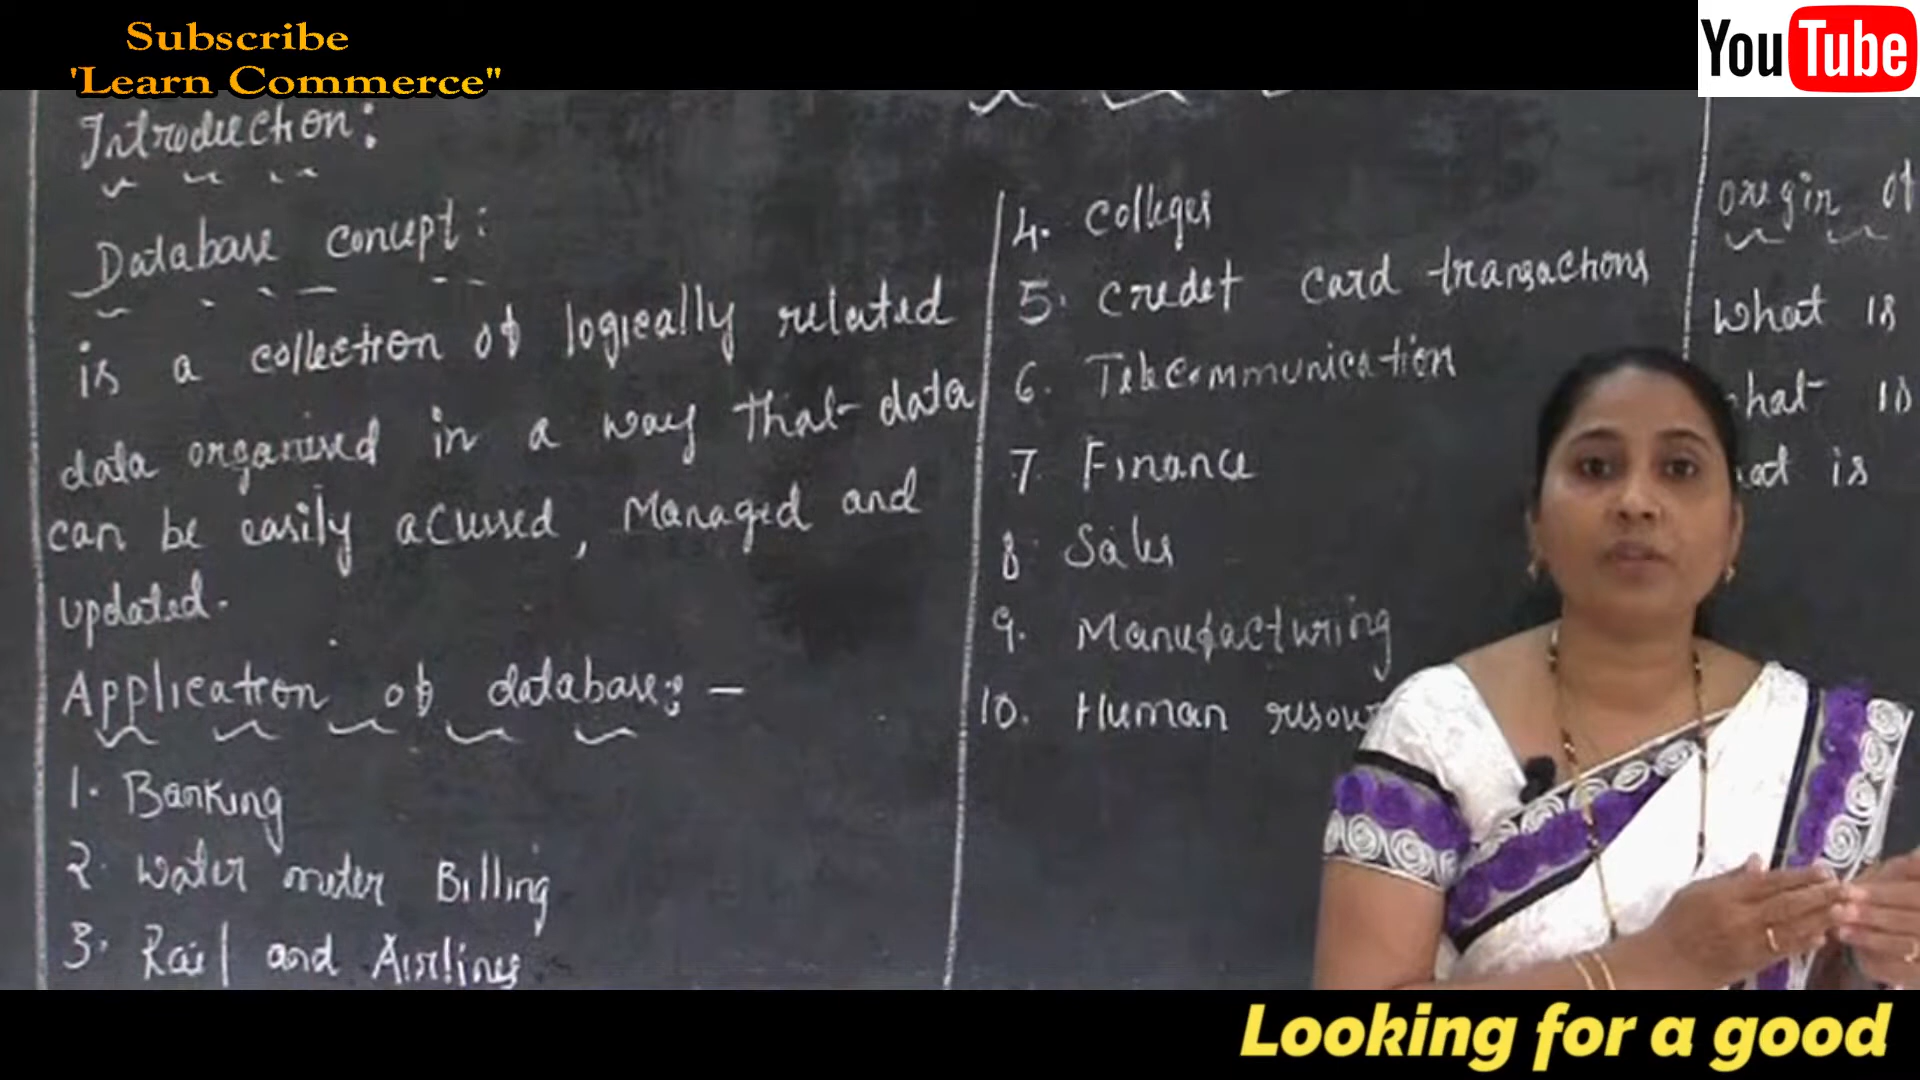 Subscribe
'Learn Commerce"
YouTube
Introduction:
Database concept:
is a collection of logically related
data organised in a way that data
can be easily acussed, Managed and
updated.
Application of database: -
1. Banking
2. Water meter Billing
3. Rail and Airlines
4. Colleges
5. Credet Card transactions
6. Telecommunication
7. Finance
8. Sales
9. Manufacturing
10. Human resou
origin of
What is
hat is
is
Looking for a good